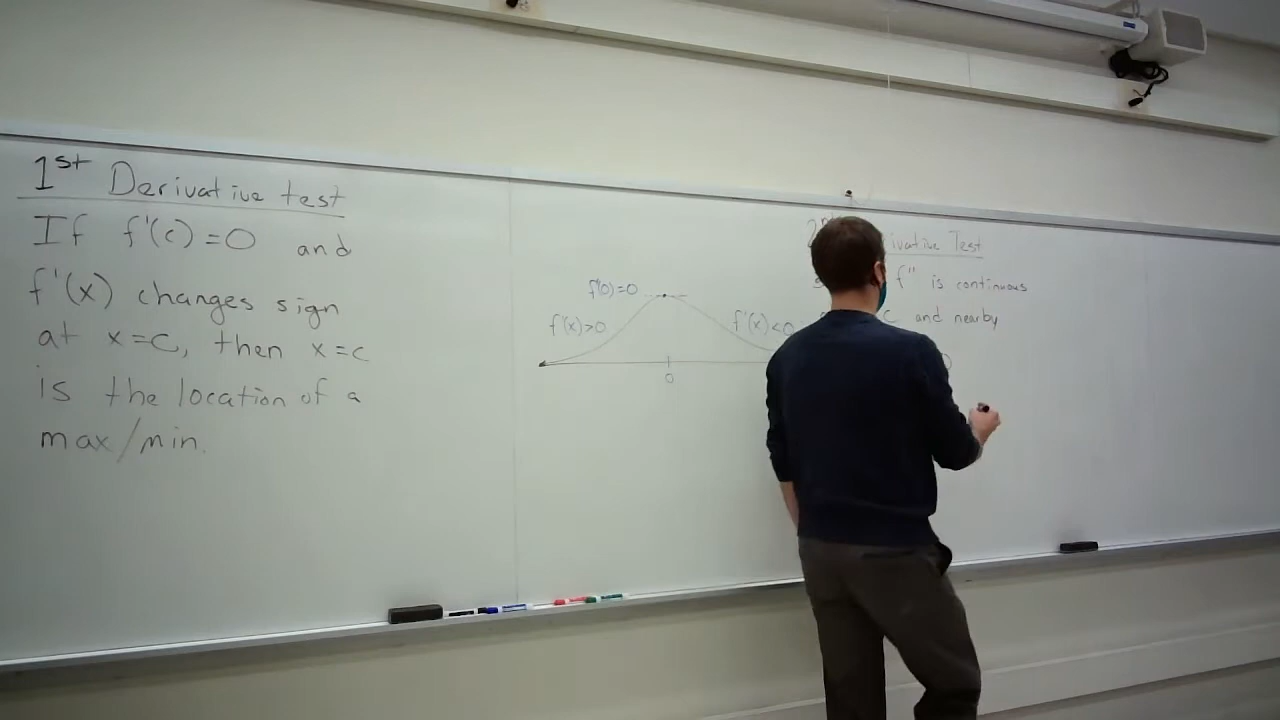 1st Derivative test
If f'(c) = 0 and
f'(x) changes sign
at x=c, then x=c
is the location of a
max/min.
f'(0)=0
f'(x)>0
f'(x)<0
0
Test
f'' is continuous
c and nearby